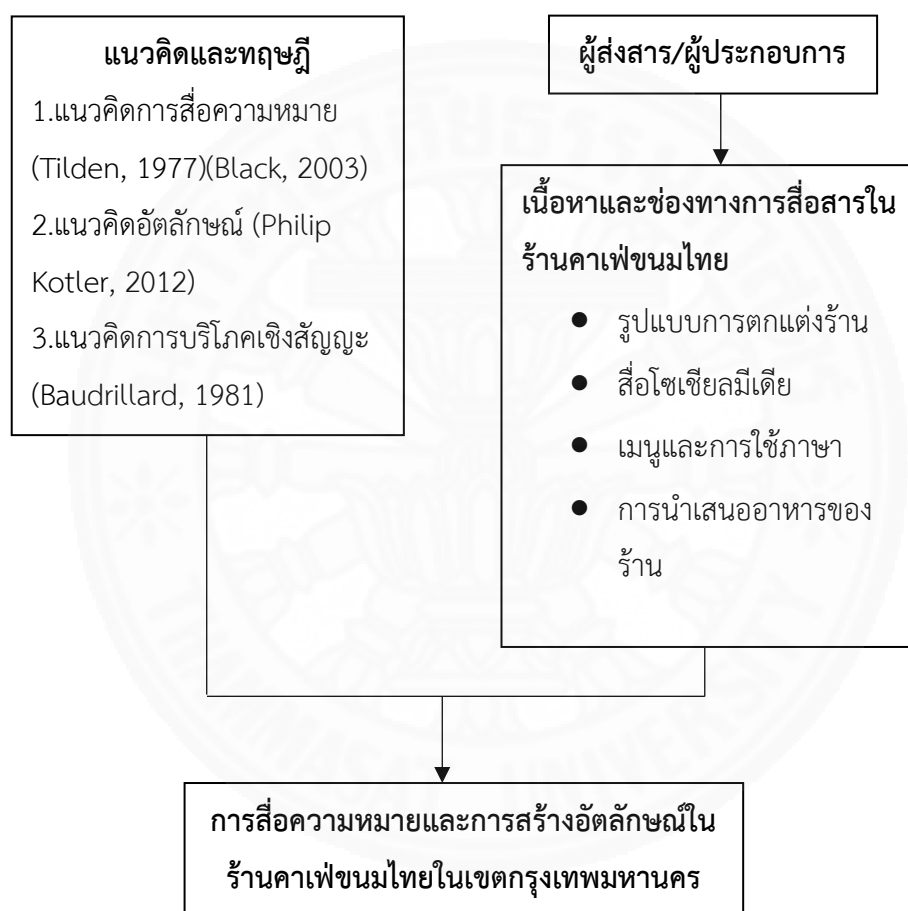 แนวคิดและทฤษฎี
1.แนวคิดการสื่อความหมาย
(Tilden, 1977)(Black, 2003)
2.แนวคิดอัตลักษณ์ (Philip
Kotler, 2012)
3.แนวคิดการบริโภคเชิงสัญญะ
(Baudrillard, 1981)
ผู้ส่งสาร/ผู้ประกอบการ
เนื้อหาและช่องทางการสื่อสารใน
ร้านคาเฟ่ขนมไทย
● รูปแบบการตกแต่งร้าน
● สื่อโซเชียลมีเดีย
● เมนูและการใช้ภาษา
● การนำเสนออาหารของ
ร้าน
การสื่อความหมายและการสร้างอัตลักษณ์ใน
ร้านคาเฟ่ขนมไทยในเขตกรุงเทพมหานคร
THAMMASAT UNIVERSITY